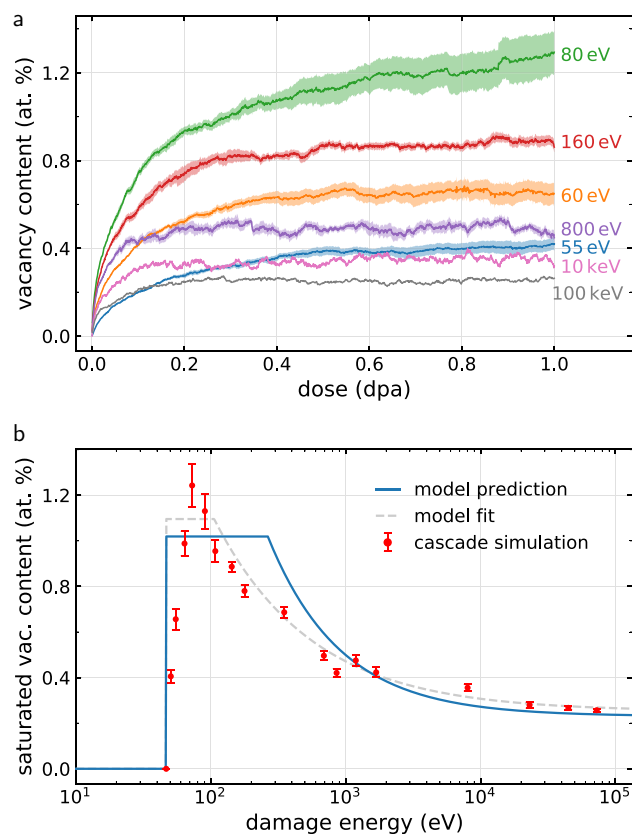 a
vacancy content (at. %)
1.2
0.8
0.4
0.0
80 eV
160 eV
60 eV
800 eV
55 eV
10 keV
100 keV
0.0 0.2 0.4 0.6 0.8 1.0
dose (dpa)
b
saturated vac. content (at. %)
1.2
0.8
0.4
0.0
model prediction
model fit
cascade simulation
10¹ 10² 10³ 10⁴ 10⁵
damage energy (eV)